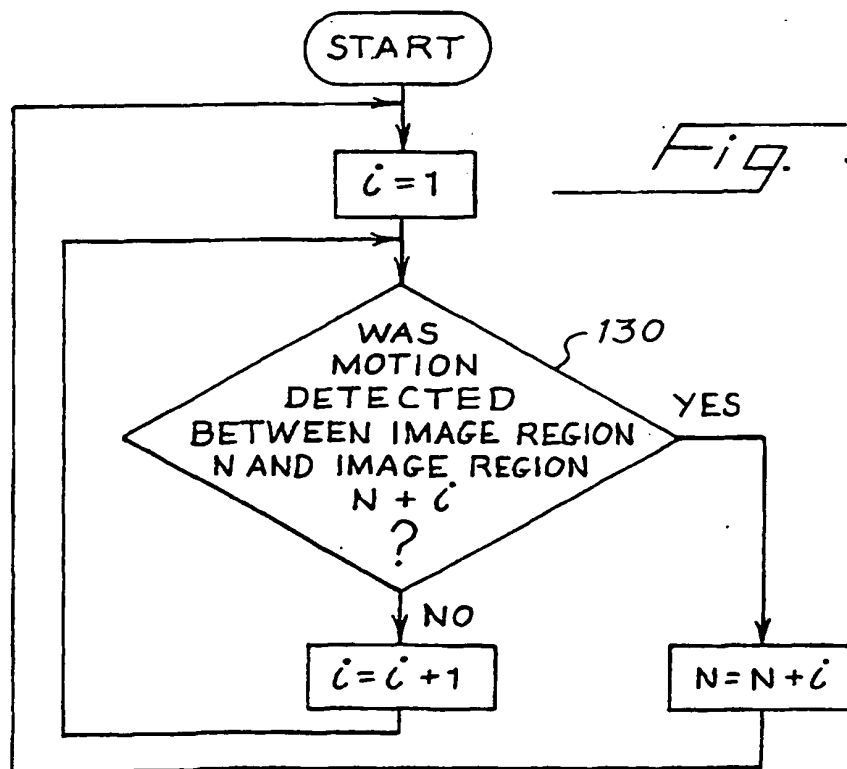 START
Fig.
i = 1
WAS
MOTION
DETECTED
BETWEEN IMAGE REGION
N AND IMAGE REGION
N + i
?
130
YES
NO
i = i + 1
N = N + i